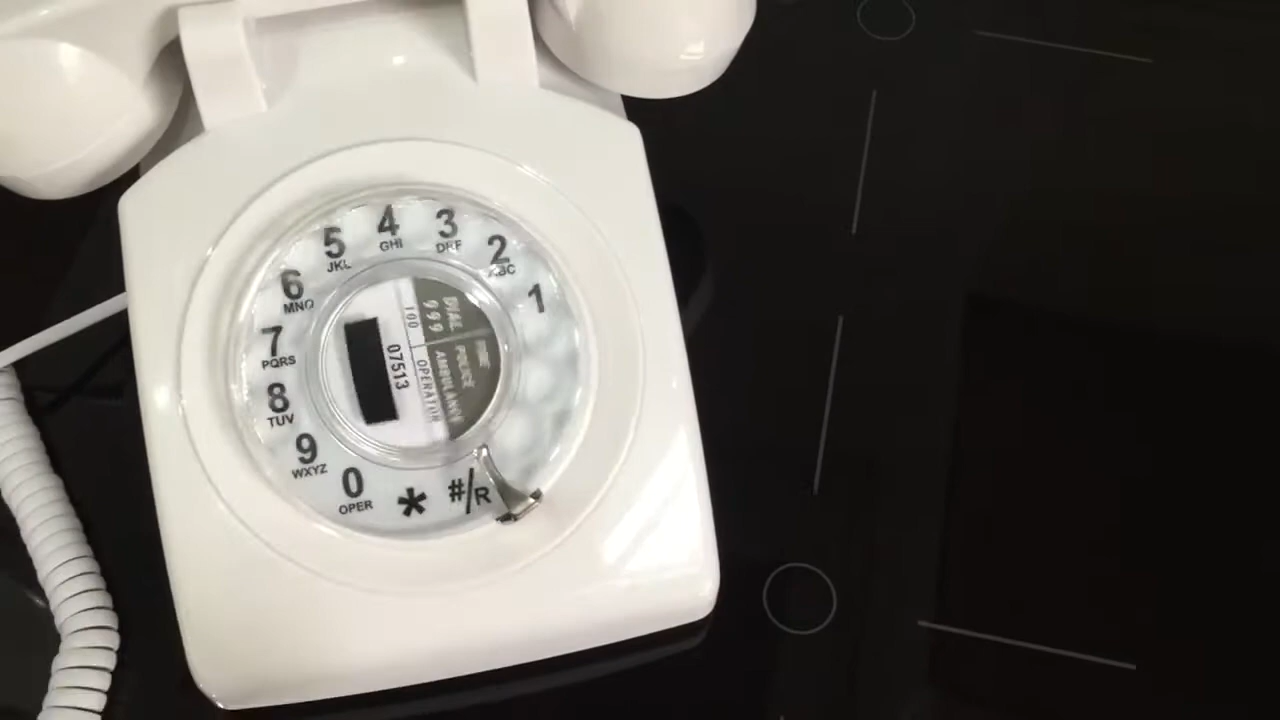 1
2
ABC
3
DEF
4
GHI
5
JKL
6
MNO
7
PQRS
8
TUV
9
WXYZ
0
OPER
*
#/R
DIAL
999
FIRE
POLICE
AMBULANCE
100 OPERATOR
07513